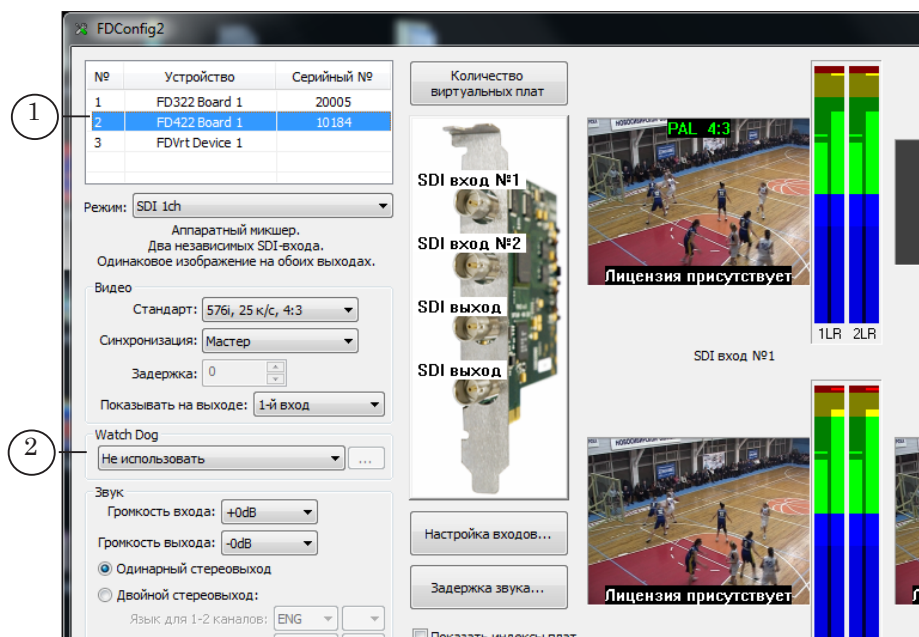 FDConfig2
№ Устройство Серийный №
1 FD322 Board 1 20005
2 FD422 Board 1 10184
3 FDVrt Device 1
1
Режим: SDI 1ch
Аппаратный микшер.
Два независимых SDI-входа.
Одинаковое изображение на обоих выходах.
Видео
Стандарт: 576i, 25 к/с, 4:3
Синхронизация: Мастер
Задержка: 0
Показывать на выходе: 1-й вход
Watch Dog
2
Не использовать ...
Звук
Громкость входа: +0dB
Громкость выхода: -0dB
Одинарный стереовыход
Двойной стереовыход:
Язык для 1-2 каналов: ENG
Количество
виртуальных плат
SDI вход №1
SDI вход №2
SDI выход
SDI выход
Настройка входов...
Задержка звука...
Показать индексы плат
PAL 4:3
Лицензия присутствует
1LR 2LR
SDI вход №1
Лицензия присутствует